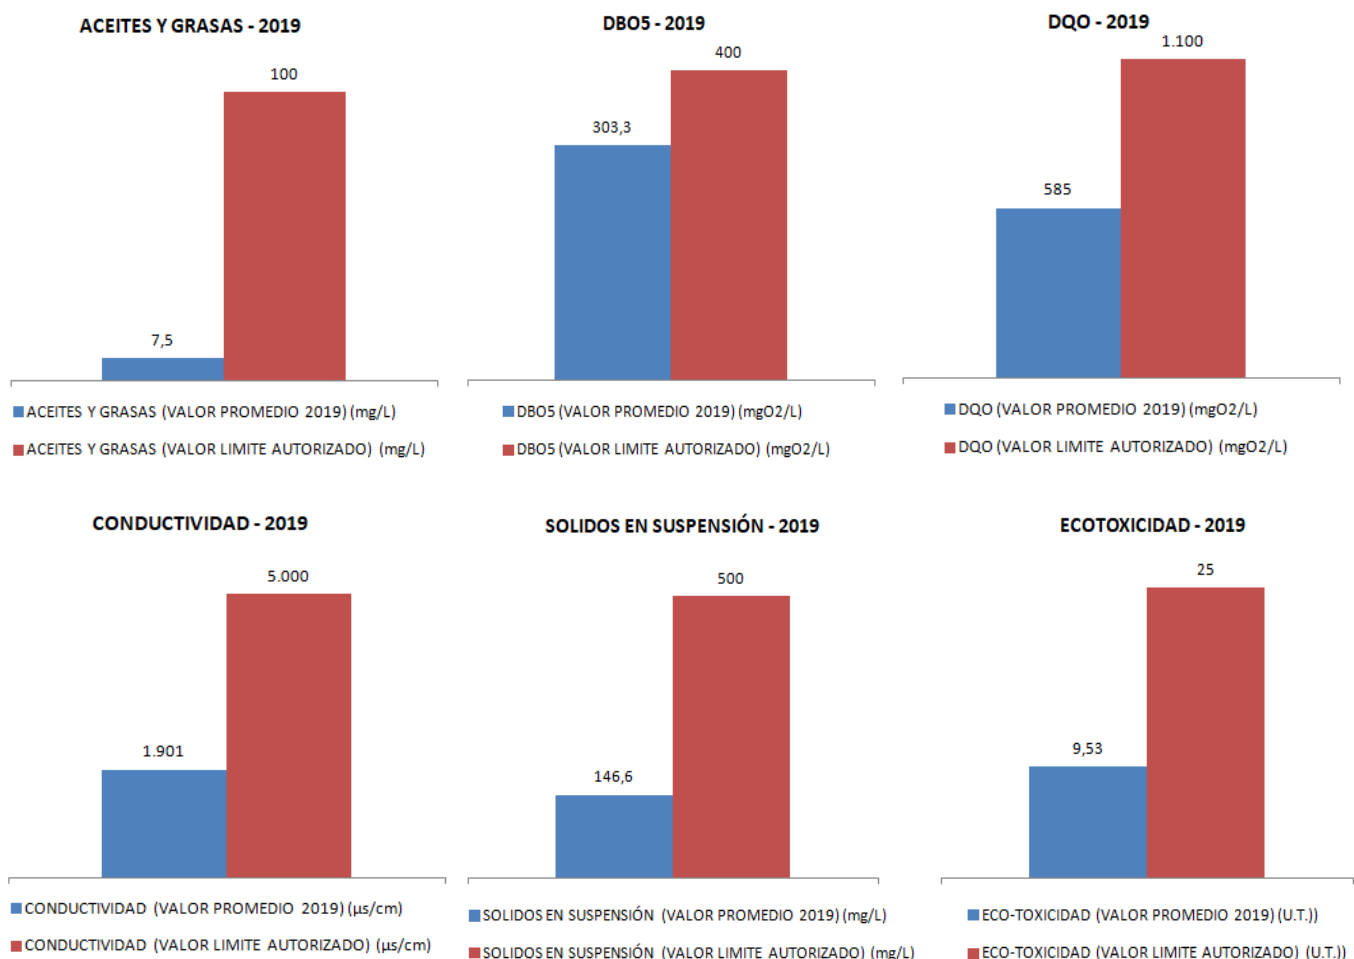 ACEITES Y GRASAS - 2019
100
7,5
ACEITES Y GRASAS (VALOR PROMEDIO 2019) (mg/L)
ACEITES Y GRASAS (VALOR LIMITE AUTORIZADO) (mg/L)
DBO5 - 2019
400
303,3
DBO5 (VALOR PROMEDIO 2019) (mgO2/L)
DBO5 (VALOR LIMITE AUTORIZADO) (mgO2/L)
DQO - 2019
1.100
585
DQO (VALOR PROMEDIO 2019) (mgO2/L)
DQO (VALOR LIMITE AUTORIZADO) (mgO2/L)
CONDUCTIVIDAD - 2019
5.000
1.901
CONDUCTIVIDAD (VALOR PROMEDIO 2019) (µs/cm)
CONDUCTIVIDAD (VALOR LIMITE AUTORIZADO) (µs/cm)
SOLIDOS EN SUSPENSIÓN - 2019
500
146,6
SOLIDOS EN SUSPENSIÓN (VALOR PROMEDIO 2019) (mg/L)
SOLIDOS EN SUSPENSIÓN (VALOR LIMITE AUTORIZADO) (mg/L)
ECOTOXICIDAD - 2019
25
9,53
ECO-TOXICIDAD (VALOR PROMEDIO 2019) (U.T.))
ECO-TOXICIDAD (VALOR LIMITE AUTORIZADO) (U.T.))